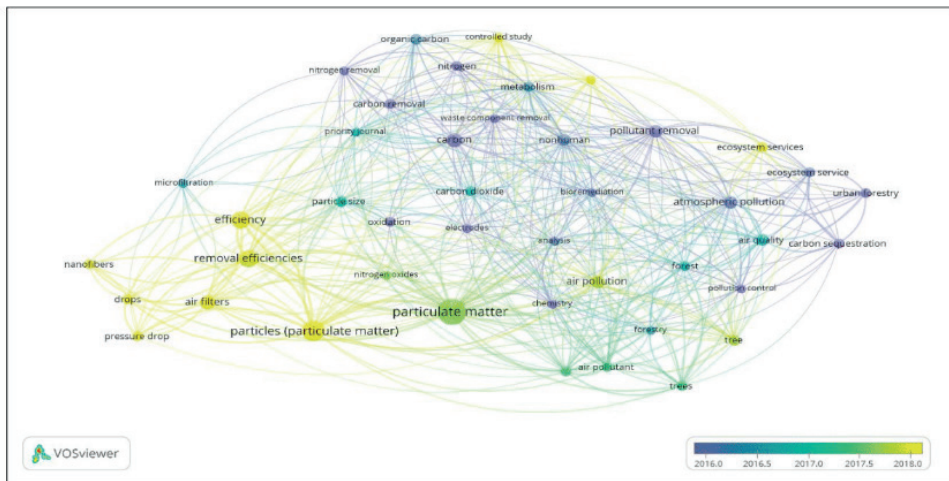 organic carbon
controlled study
nitrogen removal
nitrogen
metabolism
carbon removal
waste component removal
priority journal
carbon
nonhuman
pollutant removal
ecosystem services
microfiltration
ecosystem service
particle size
carbon dioxide
bioremediation
atmospheric pollution
urban forestry
efficiency
oxidation
electrodes
analysis
air quality
carbon sequestration
nanofibers
removal efficiencies
nitrogen oxides
forest
air pollution
pollution control
drops
air filters
particulate matter
chemistry
pressure drop
particles (particulate matter)
forestry
tree
air pollutant
trees
VOSviewer
2016.0 2016.5 2017.0 2017.5 2018.0